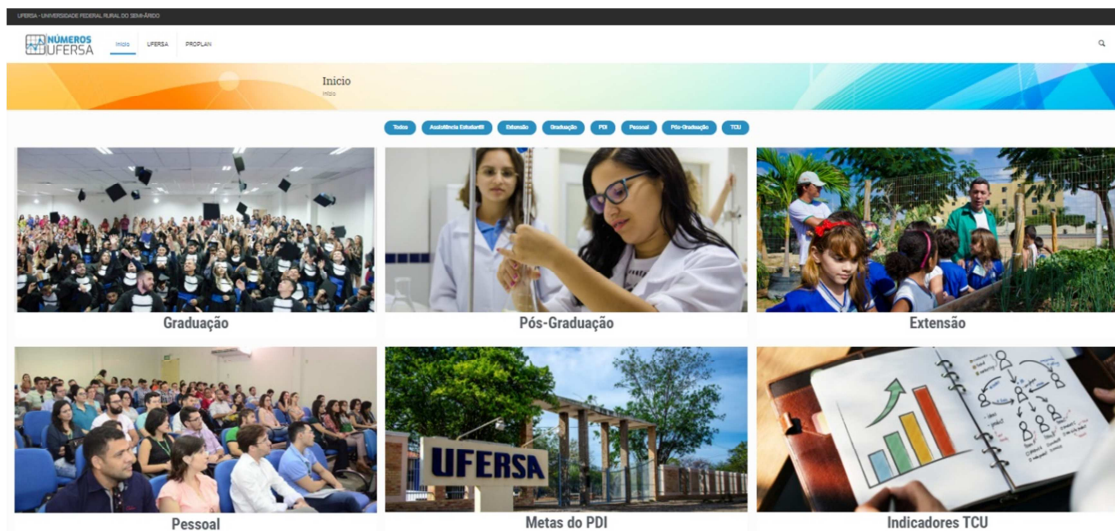 UFERSA - UNIVERSIDADE FEDERAL RURAL DO SEMI-ÁRIDO
NÚMEROS
UFERSA
Início
UFERSA
PROPLAN
Inicio
Início
Todos
Assistência Estudantil
Extensão
Graduação
PDI
Pessoal
Pós-Graduação
TCU
Graduação
Pós-Graduação
Extensão
UFERSA
Pessoal
Metas do PDI
Indicadores TCU